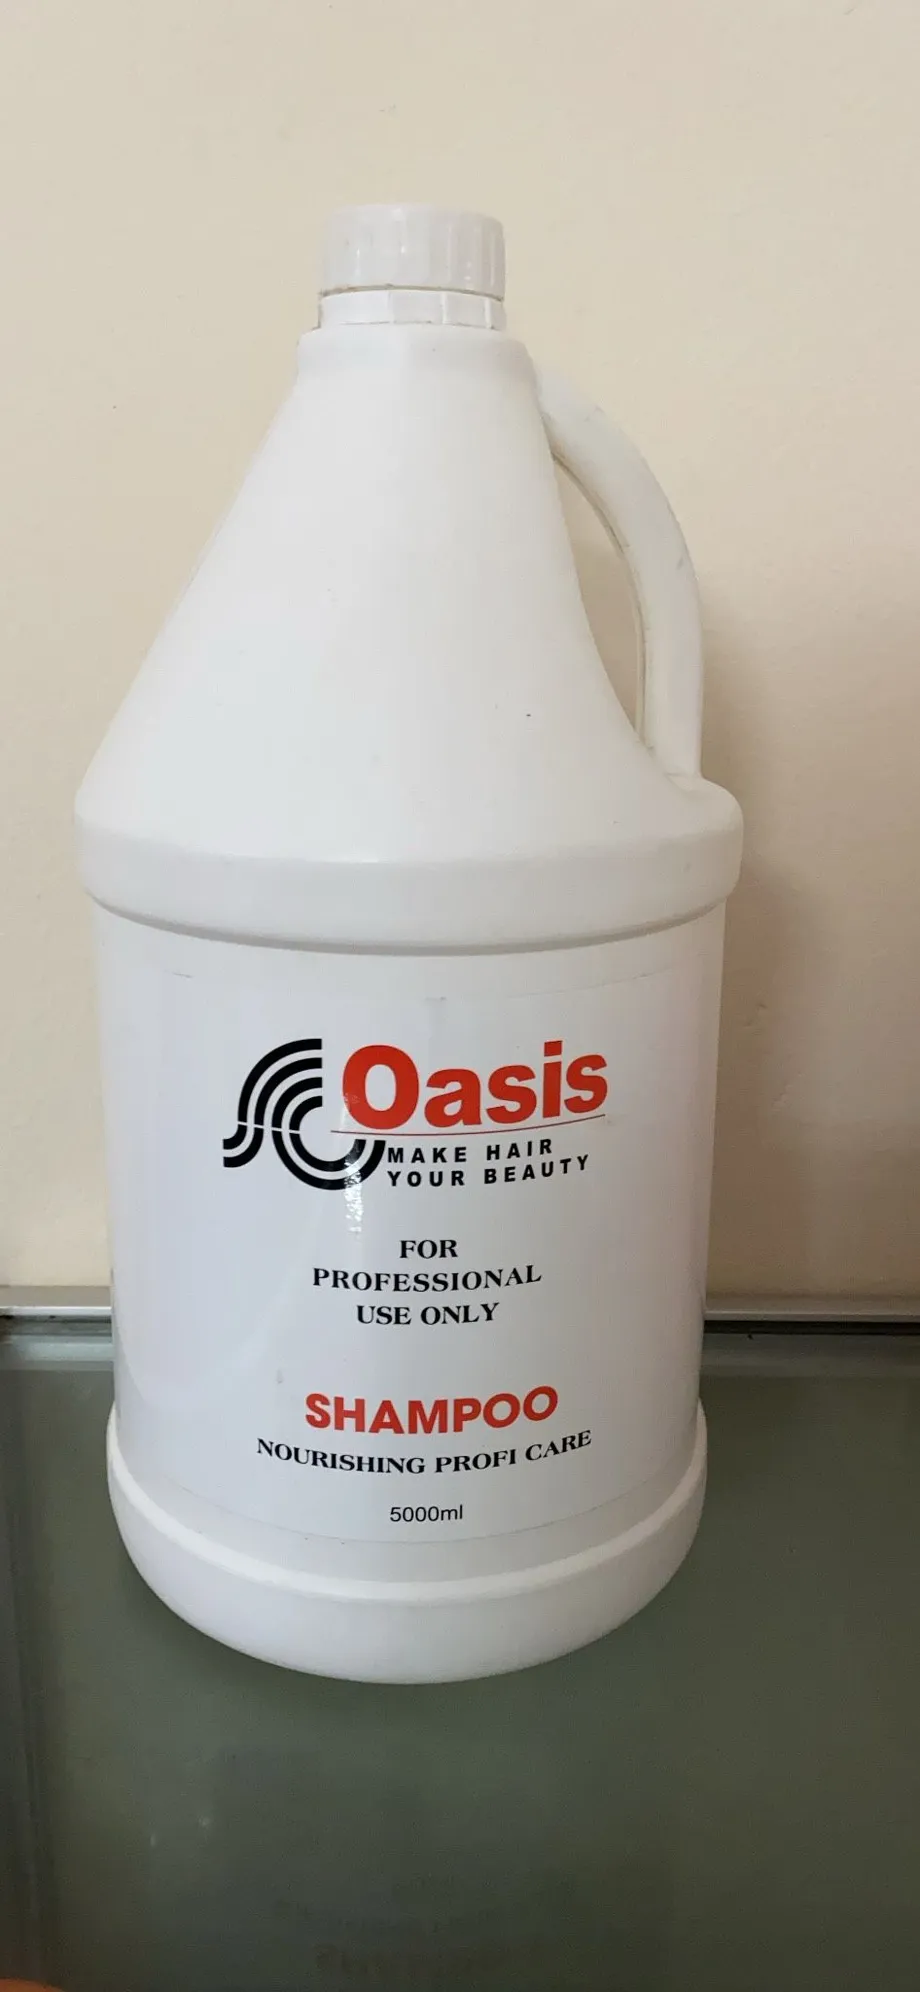 Oasis
MAKE HAIR
YOUR BEAUTY
FOR
PROFESSIONAL
USE ONLY
SHAMPOO
NOURISHING PROFI CARE
5000ml